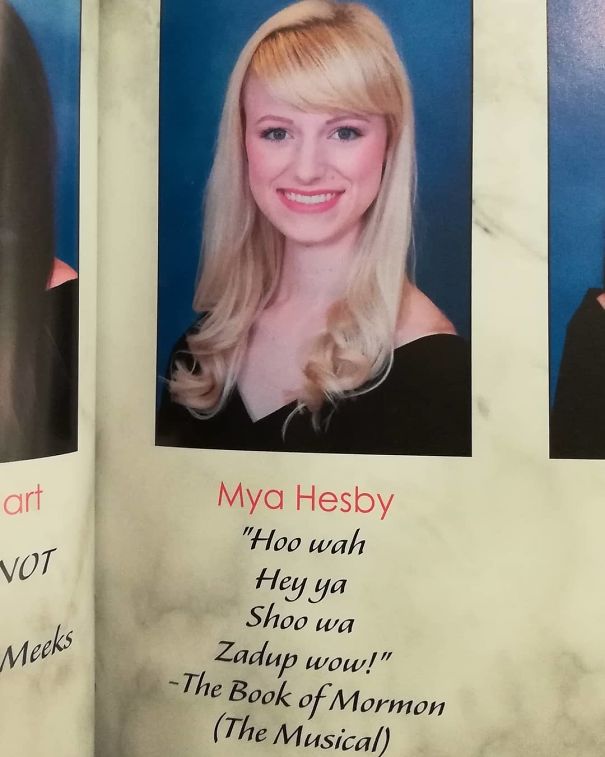 art
NOT
Meeks
Mya Hesby
"Hoo wah
Hey ya
Shoo wa
Zadup wow!"
-The Book of Mormon
(The Musical)